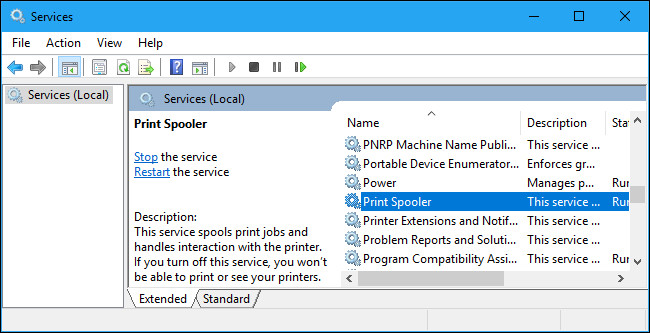 Services
File Action View Help
Services (Local)
Services (Local)
Print Spooler
Stop the service
Restart the service
Description:
This service spools print jobs and
handles interaction with the printer.
If you turn off this service, you won't
be able to print or see your printers.
Name Description Sta
PNRP Machine Name Publi... This service ...
Portable Device Enumerator... Enforces gr...
Power Manages p... Rur
Print Spooler This service ... Rur
Printer Extensions and Notif... This service ...
Problem Reports and Soluti... This service ...
Program Compatibility Assi... This service ... Rur
Extended Standard